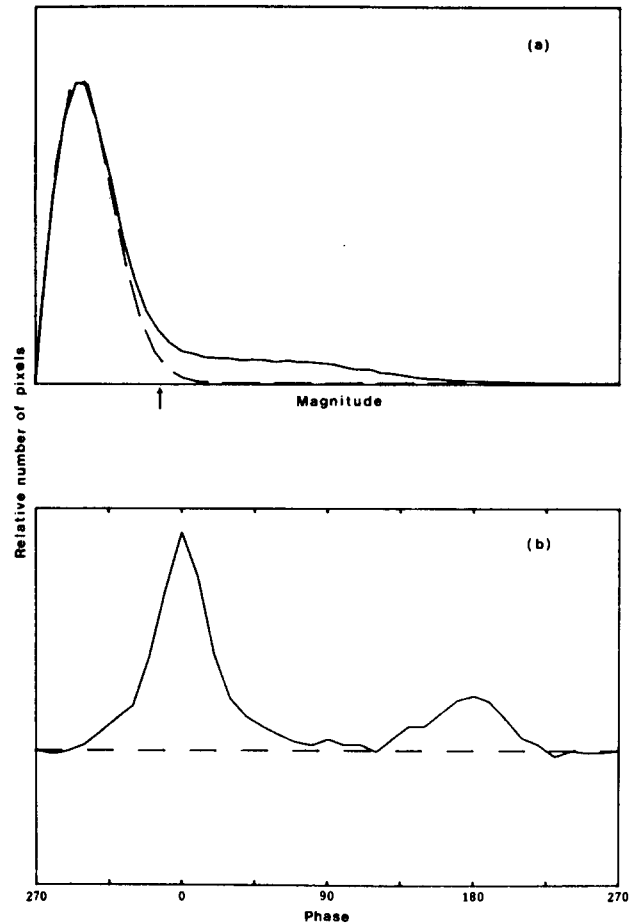 (a)
Magnitude
Relative number of pixels
(b)
270 0 90 180 270
Phase